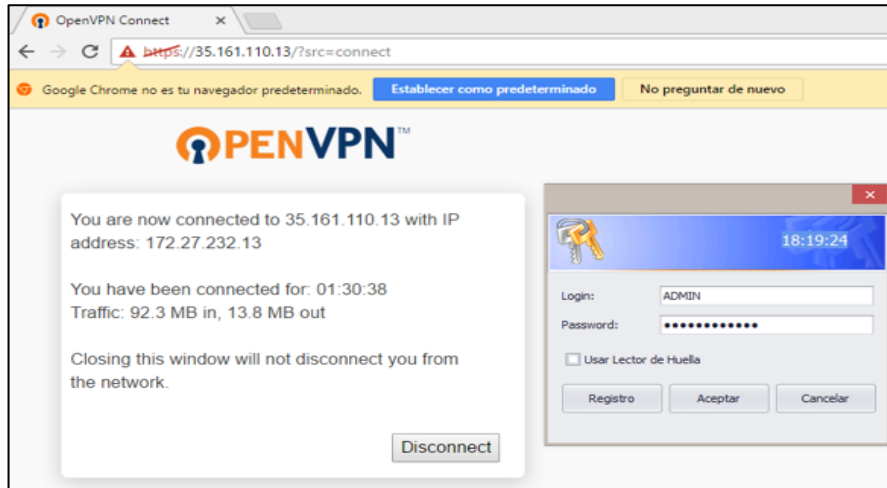 OpenVPN Connect
https://35.161.110.13/?src=connect
Google Chrome no es tu navegador predeterminado. Establecer como predeterminado No preguntar de nuevo
OPENVPN™
You are now connected to 35.161.110.13 with IP
address: 172.27.232.13
You have been connected for: 01:30:38
Traffic: 92.3 MB in, 13.8 MB out
Closing this window will not disconnect you from
the network.
Disconnect
18:19:24
Login: ADMIN
Password: ••••••••••••
Usar Lector de Huella
Registro Aceptar Cancelar